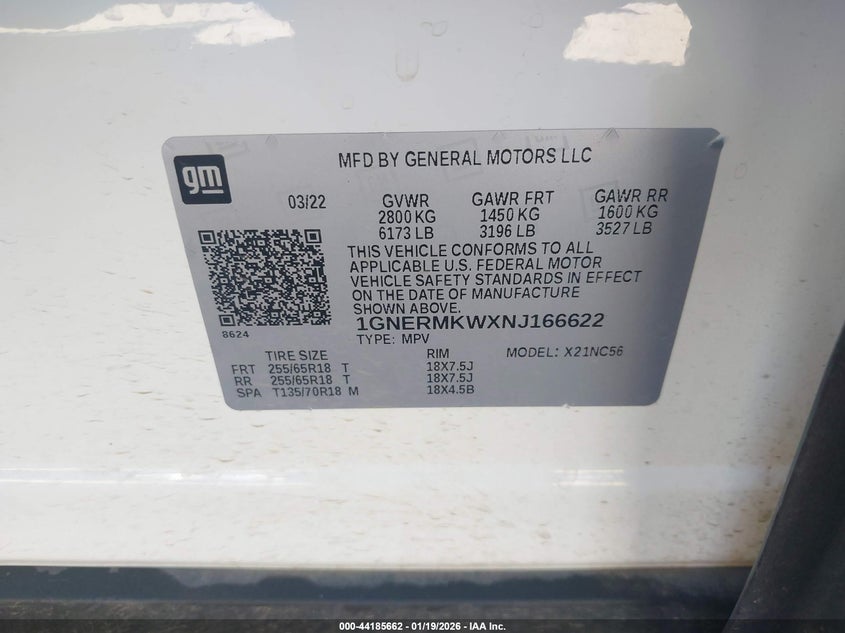 gm
MFD BY GENERAL MOTORS LLC
03/22 GVWR GAWR FRT GAWR RR
2800 KG 1450 KG 1600 KG
6173 LB 3196 LB 3527 LB
THIS VEHICLE CONFORMS TO ALL
APPLICABLE U.S. FEDERAL MOTOR
VEHICLE SAFETY STANDARDS IN EFFECT
ON THE DATE OF MANUFACTURE
SHOWN ABOVE.
8624
1GNERMKWXNJ166622
TYPE: MPV
TIRE SIZE RIM MODEL: X21NC56
FRT 255/65R18 T 18X7.5J
RR 255/65R18 T 18X7.5J
SPA T135/70R18 M 18X4.5B
000-44185662 - 01/19/2026 - IAA Inc.